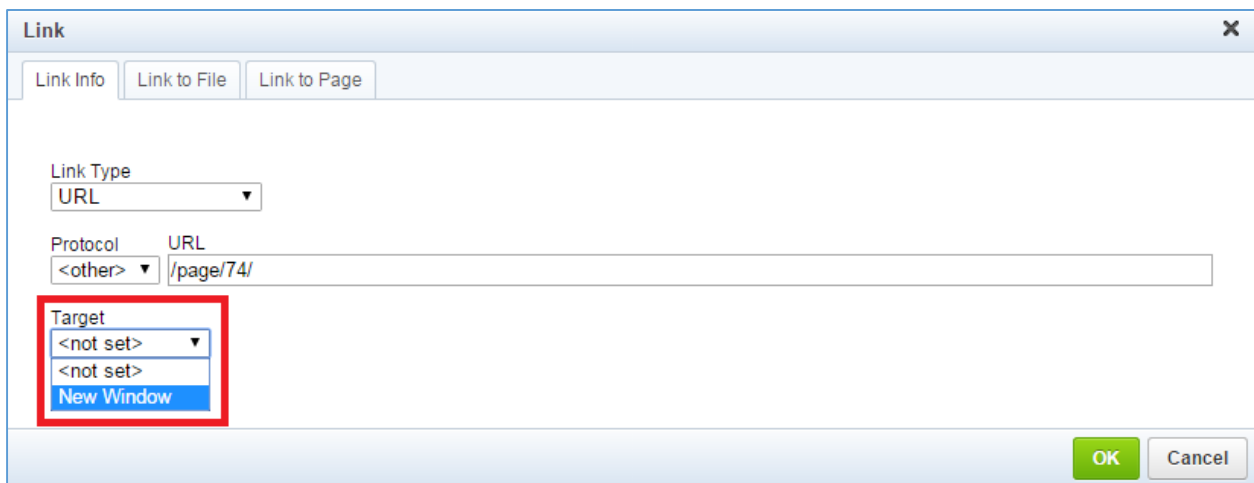 Link
Link Info Link to File Link to Page
Link Type
URL
Protocol URL
<other> /page/74/
Target
<not set>
<not set>
New Window
OK Cancel